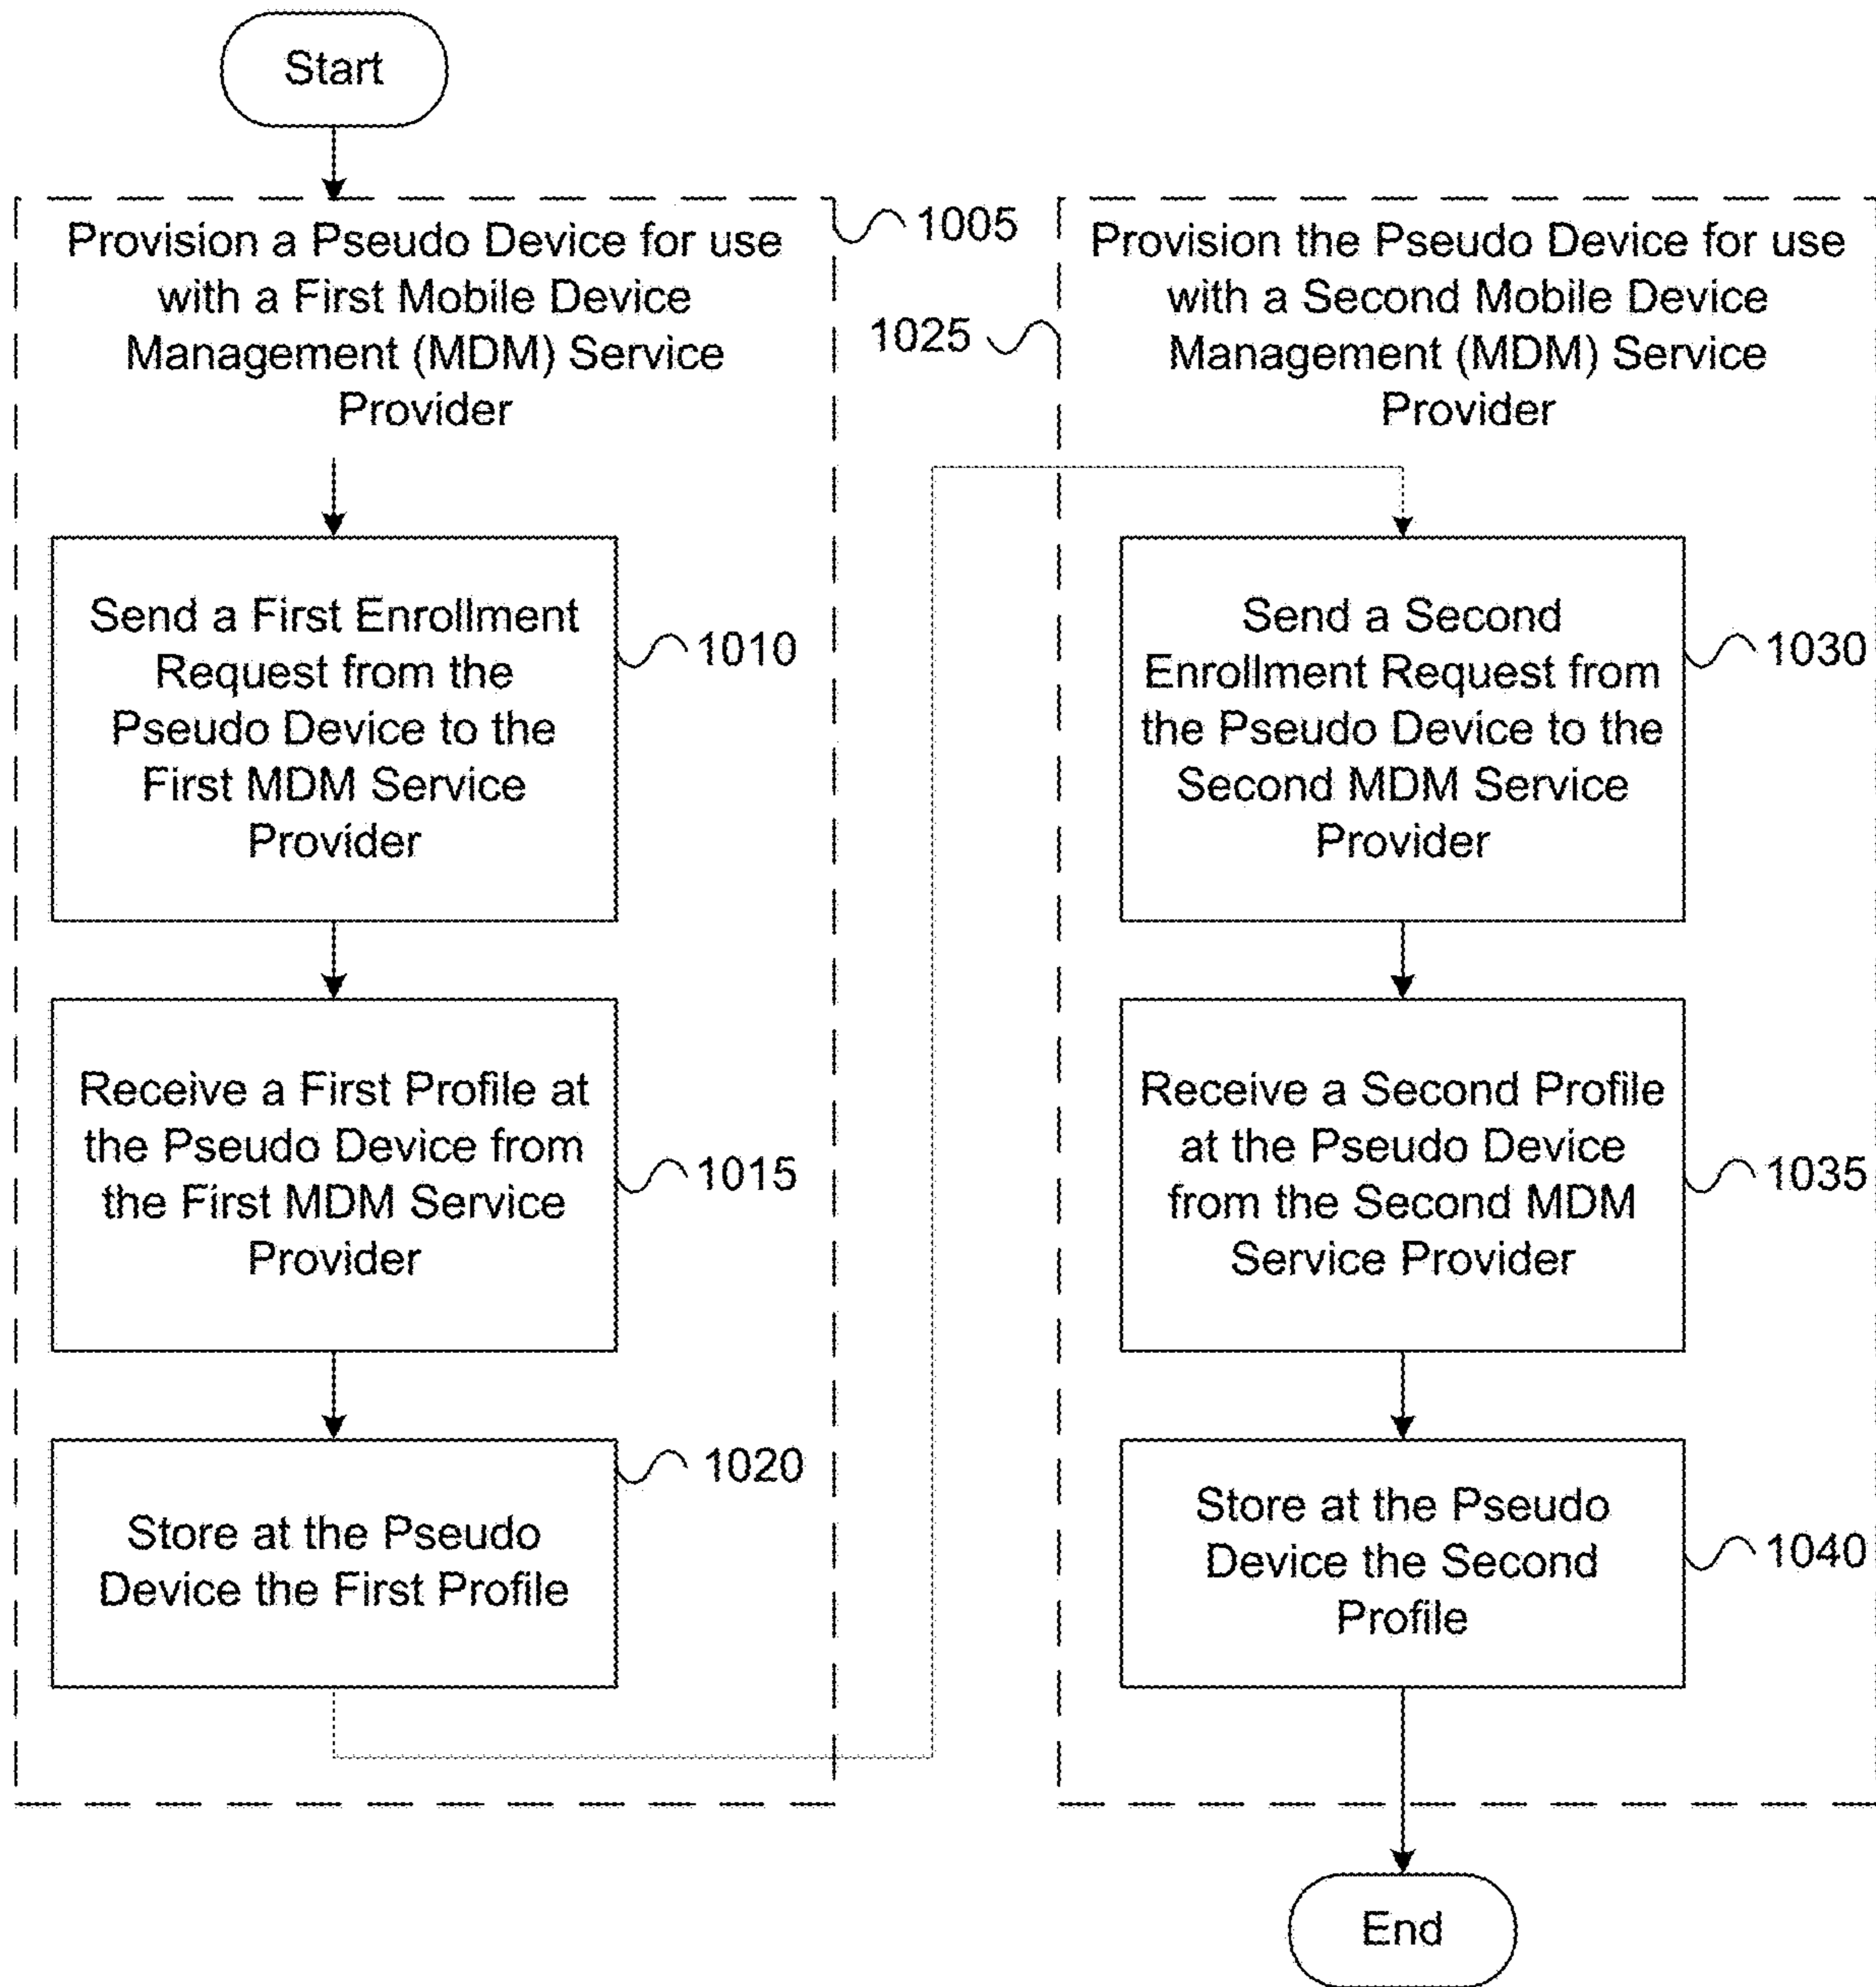 Start
Provision a Pseudo Device for use
with a First Mobile Device
Management (MDM) Service
Provider
1005
Send a First Enrollment
Request from the
Pseudo Device to the
First MDM Service
Provider
1010
Receive a First Profile at
the Pseudo Device from
the First MDM Service
Provider
1015
Store at the Pseudo
Device the First Profile
1020
Provision the Pseudo Device for use
with a Second Mobile Device
Management (MDM) Service
Provider
1025
Send a Second
Enrollment Request from
the Pseudo Device to the
Second MDM Service
Provider
1030
Receive a Second Profile
at the Pseudo Device
from the Second MDM
Service Provider
1035
Store at the Pseudo
Device the Second
Profile
1040
End